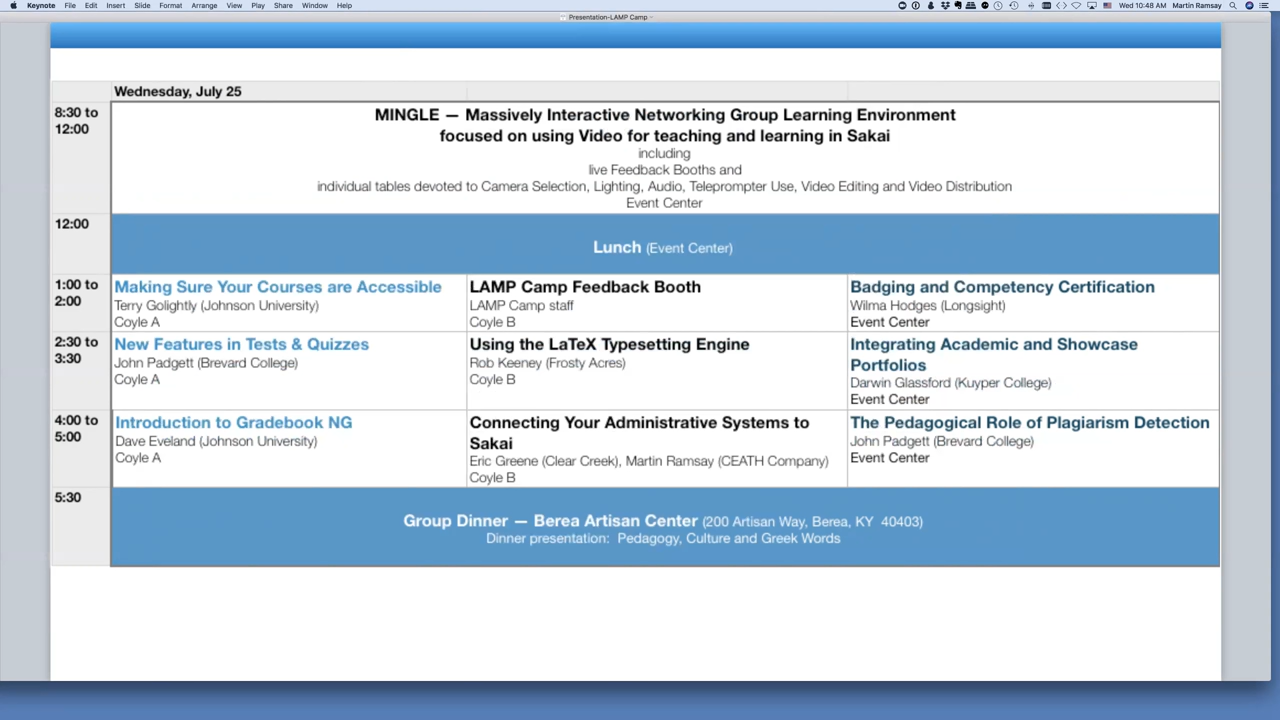 Keynote File Edit Insert Slide Format Arrange View Play Share Window Help Wed 10:48 AM Martin Ramsay
Presentation-LAMP Camp
Wednesday, July 25
8:30 to
12:00
MINGLE — Massively Interactive Networking Group Learning Environment
focused on using Video for teaching and learning in Sakai
including
live Feedback Booths and
individual tables devoted to Camera Selection, Lighting, Audio, Teleprompter Use, Video Editing and Video Distribution
Event Center
12:00
Lunch (Event Center)
1:00 to
2:00
Making Sure Your Courses are Accessible
Terry Golightly (Johnson University)
Coyle A
LAMP Camp Feedback Booth
LAMP Camp staff
Coyle B
Badging and Competency Certification
Wilma Hodges (Longsight)
Event Center
2:30 to
3:30
New Features in Tests & Quizzes
John Padgett (Brevard College)
Coyle A
Using the LaTeX Typesetting Engine
Rob Keeney (Frosty Acres)
Coyle B
Integrating Academic and Showcase
Portfolios
Darwin Glassford (Kuyper College)
Event Center
4:00 to
5:00
Introduction to Gradebook NG
Dave Eveland (Johnson University)
Coyle A
Connecting Your Administrative Systems to
Sakai
Eric Greene (Clear Creek), Martin Ramsay (CEATH Company)
Coyle B
The Pedagogical Role of Plagiarism Detection
John Padgett (Brevard College)
Event Center
5:30
Group Dinner — Berea Artisan Center (200 Artisan Way, Berea, KY 40403)
Dinner presentation: Pedagogy, Culture and Greek Words